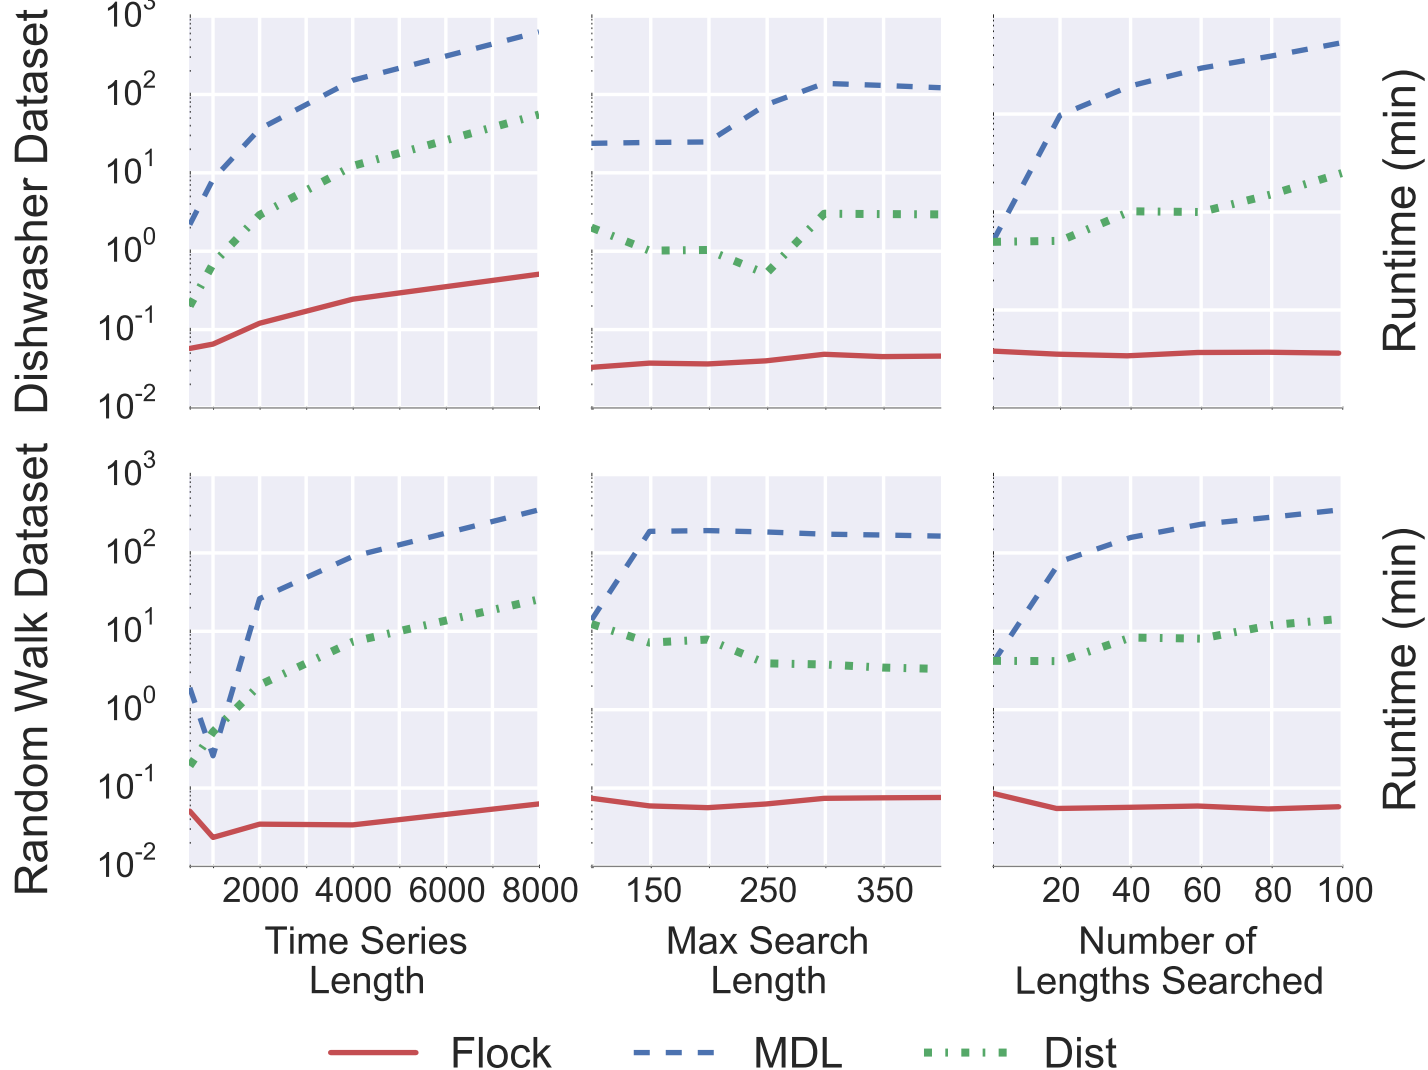 Dishwasher Dataset
10^3
10^2
10^1
10^0
10^-1
10^-2
Runtime (min)
Random Walk Dataset
10^3
10^2
10^1
10^0
10^-1
10^-2
Runtime (min)
2000 4000 6000 8000
150 250 350
20 40 60 80 100
Time Series
Length
Max Search
Length
Number of
Lengths Searched
Flock MDL Dist